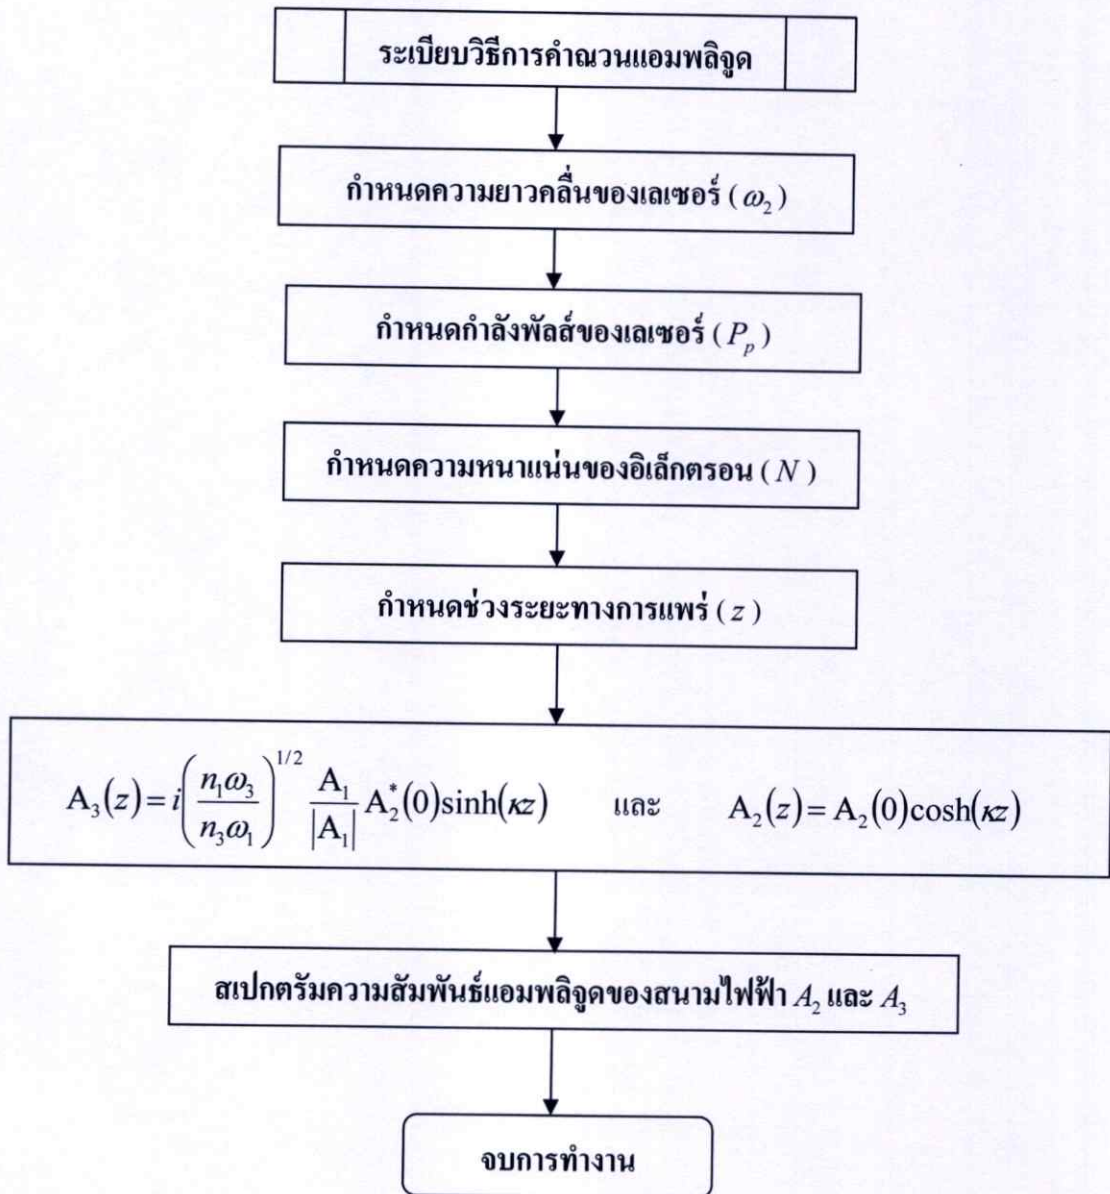 ระเบียบวิธีการคำณวนแอมพลิจูด
กำหนดความยาวคลื่นของเลเซอร์ (ω₂)
กำหนดกำลังพัลส์ของเลเซอร์ (Pₚ)
กำหนดความหนาแน่นของอิเล็กตรอน (N)
กำหนดช่วงระยะทางการแพร่ (z)
A₃(z) = i(n₁ω₃/n₃ω₁)^{1/2} A₁/|A₁| A₂*(0)sinh(κz) และ A₂(z) = A₂(0)cosh(κz)
สเปกตรัมความสัมพันธ์แอมพลิจูดของสนามไฟฟ้า A₂ และ A₃
จบการทำงาน